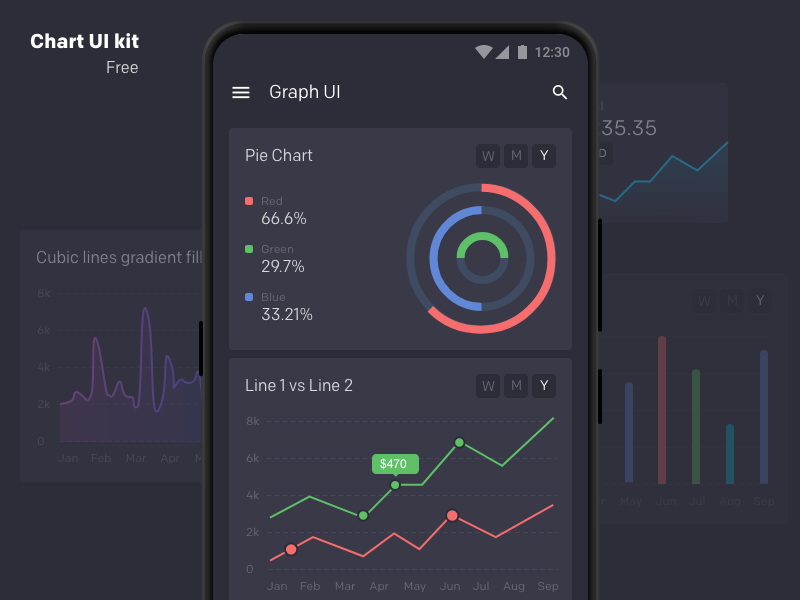 Chart UI kit
Free
12:30
Graph UI
Pie Chart
W M Y
Red
66.6%
Green
29.7%
Blue
33.21%
Line 1 vs Line 2
W M Y
8k
6k
4k
2k
0
$470
Jan Feb Mar Apr May Jun Jul Aug Sep
Cubic lines gradient fill
8k
6k
4k
2k
0
Jan Feb Mar Apr
35.35
D
W M Y
May Jun Jul Aug Sep